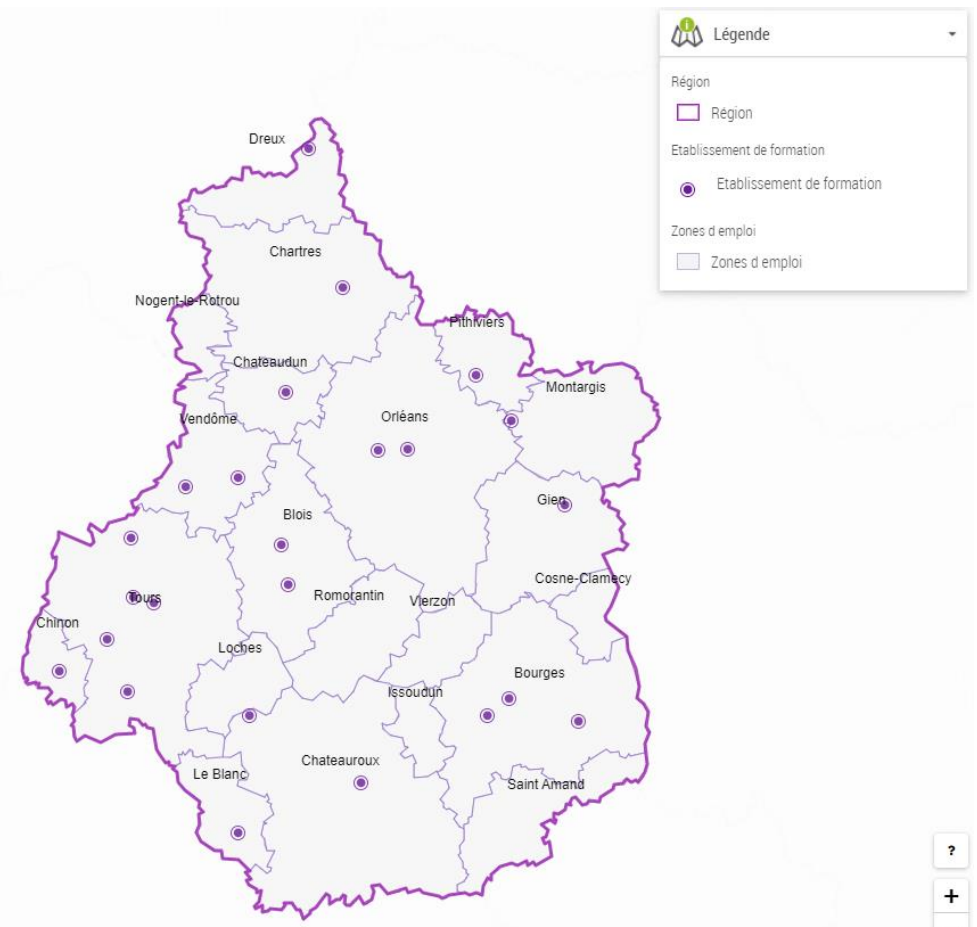 Légende
Région
Région
Etablissement de formation
Etablissement de formation
Zones d emploi
Zones d emploi
Dreux
Chartres
Nogent-le-Rotrou
Pithiviers
Chateaudun
Montargis
Vendôme
Orléans
Gien
Blois
Cosne-Clamecy
Romorantin
Vierzon
Tours
Chinon
Loches
Bourges
Issoudun
Chateauroux
Le Blanc
Saint Amand
?
+